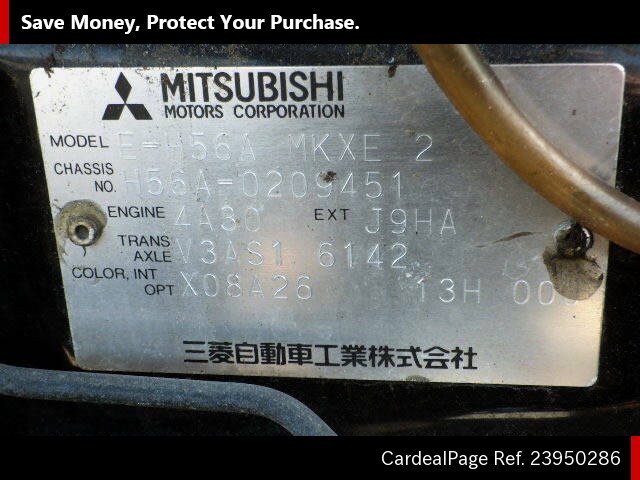 Save Money, Protect Your Purchase.
MITSUBISHI
MOTORS CORPORATION
MODEL E-H56A MKXE 2
CHASSIS NO. H56A-0209451
ENGINE 4A30 EXT J9HA
TRANS AXLE V3AS1 6142
COLOR, INT OPT X08A26 13H
三菱自動車工業株式会社
CardealPage Ref. 23950286